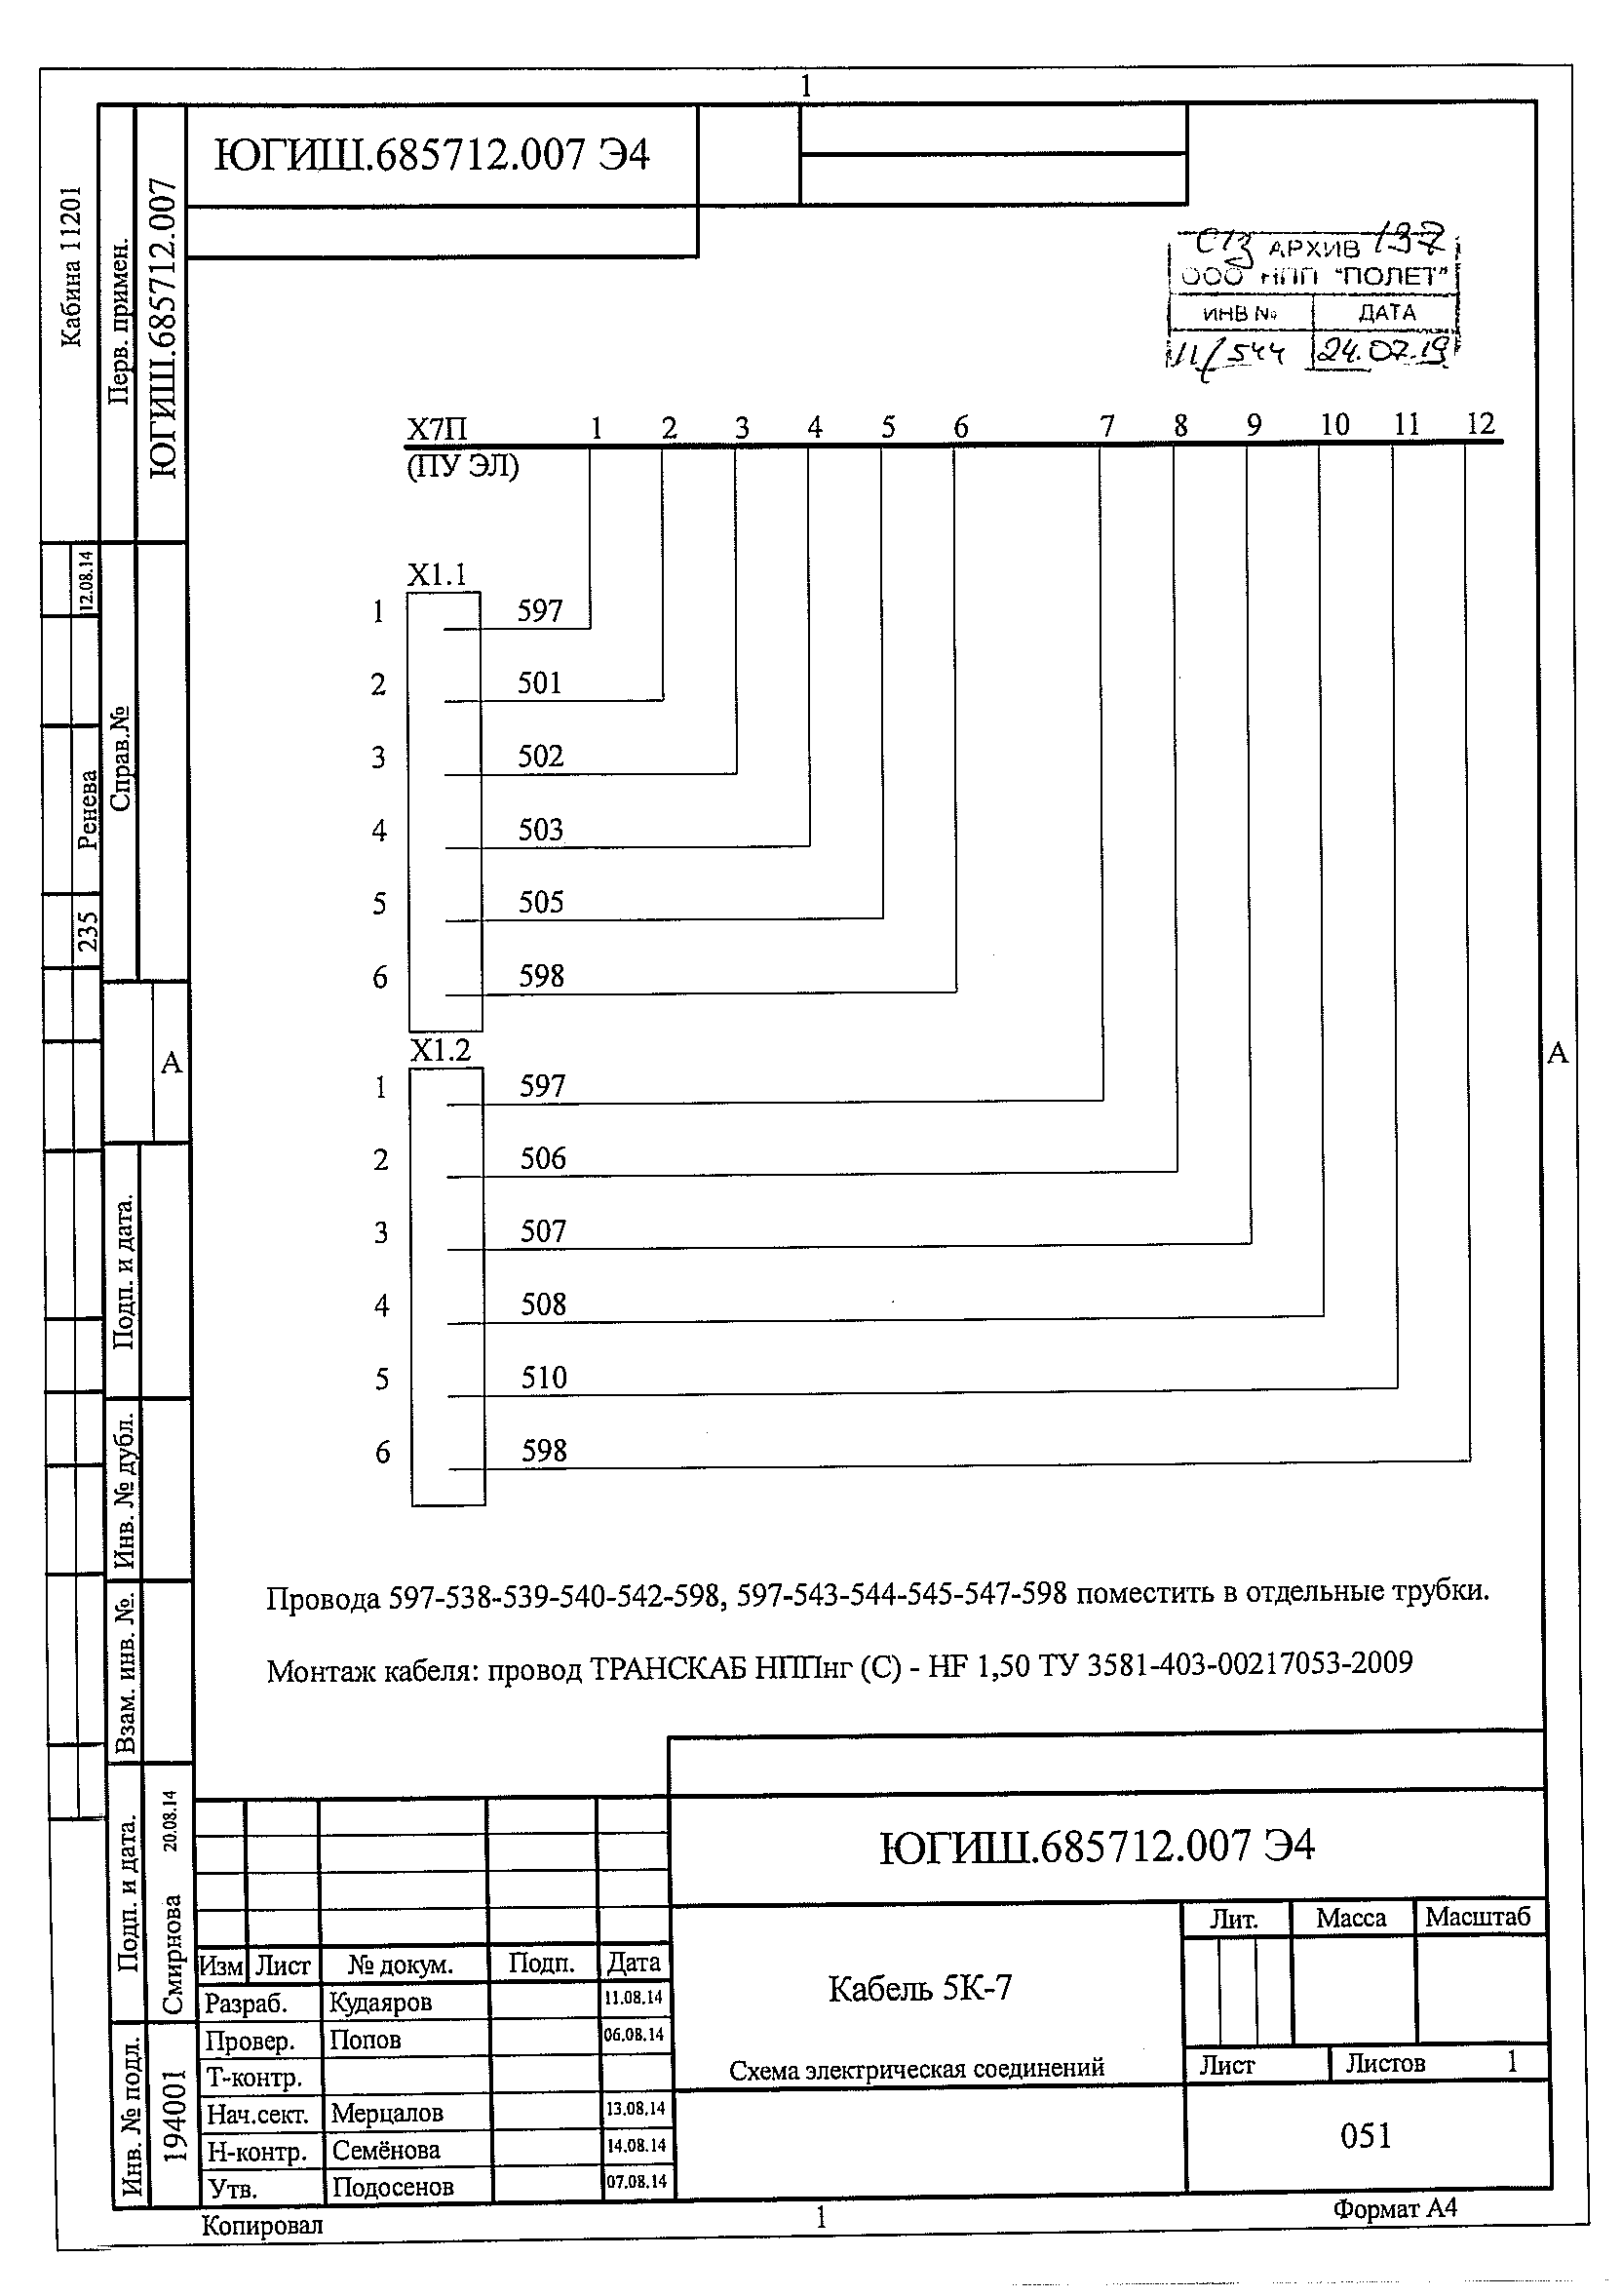 1
ЮГИШ.685712.007 Э4
Кабина 11201
Перв. примен.
ЮГИШ.685712.007
АРХИВ 137
ООО НПП "ПОЛЕТ"
ИНВ № ДАТА
11/544 24.07.19
Х7П 1 2 3 4 5 6 7 8 9 10 11 12
(ПУ ЭЛ)
12.08.14
Ренева
235
Справ.№
Х1.1
1 597
2 501
3 502
4 503
5 505
6 598
Х1.2
1 597
2 506
3 507
4 508
5 510
6 598
А
А
Подп. и дата.
Инв. № дубл.
Взам. инв. №.
Подп. и дата.
Смирнова 20.08.14
Инв. № подл.
194001
Провода 597-538-539-540-542-598, 597-543-544-545-547-598 поместить в отдельные трубки.
Монтаж кабеля: провод ТРАНСКАБ НППнг (С) - HF 1,50 ТУ 3581-403-00217053-2009
ЮГИШ.685712.007 Э4
Изм Лист № докум. Подп. Дата
Разраб. Кудаяров 11.08.14
Провер. Попов 06.08.14
Т-контр.
Нач.сект. Мерцалов 13.08.14
Н-контр. Семёнова 14.08.14
Утв. Подосенов 07.08.14
Кабель 5К-7
Схема электрическая соединений
Лит. Масса Масштаб
Лист Листов 1
051
Копировал
1
Формат А4